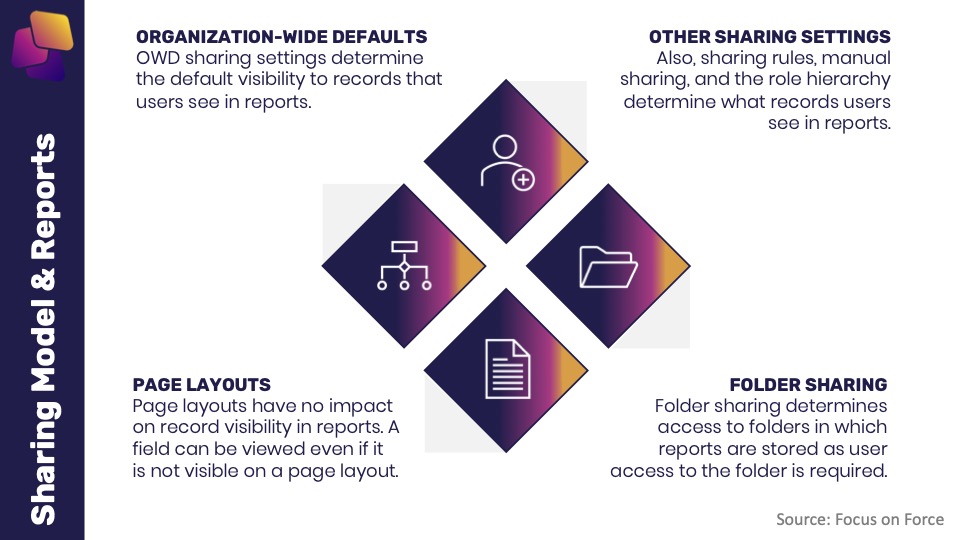 Sharing Model & Reports
ORGANIZATION-WIDE DEFAULTS
OWD sharing settings determine
the default visibility to records that
users see in reports.
OTHER SHARING SETTINGS
Also, sharing rules, manual
sharing, and the role hierarchy
determine what records users
see in reports.
PAGE LAYOUTS
Page layouts have no impact
on record visibility in reports. A
field can be viewed even if it
is not visible on a page layout.
FOLDER SHARING
Folder sharing determines
access to folders in which
reports are stored as user
access to the folder is required.
Source: Focus on Force